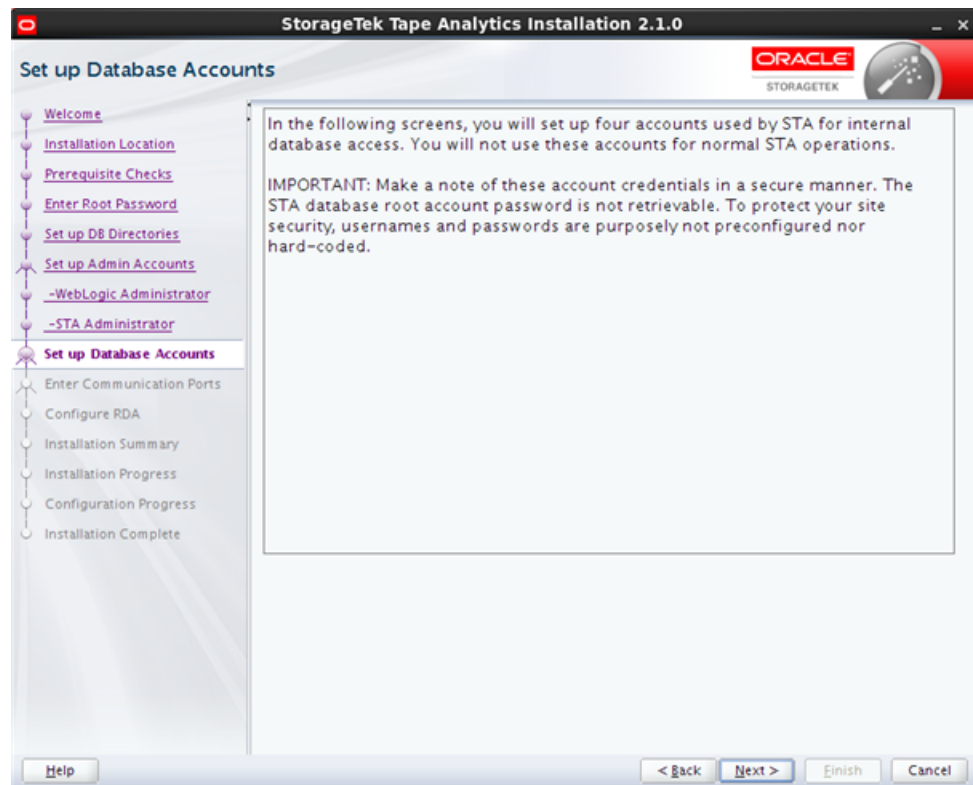 StorageTek Tape Analytics Installation 2.1.0
Set up Database Accounts
ORACLE
STORAGETEK
Welcome
Installation Location
Prerequisite Checks
Enter Root Password
Set up DB Directories
Set up Admin Accounts
-WebLogic Administrator
-STA Administrator
Set up Database Accounts
Enter Communication Ports
Configure RDA
Installation Summary
Installation Progress
Configuration Progress
Installation Complete
In the following screens, you will set up four accounts used by STA for internal
database access. You will not use these accounts for normal STA operations.
IMPORTANT: Make a note of these account credentials in a secure manner. The
STA database root account password is not retrievable. To protect your site
security, usernames and passwords are purposely not preconfigured nor
hard-coded.
Help
< Back
Next >
Finish
Cancel